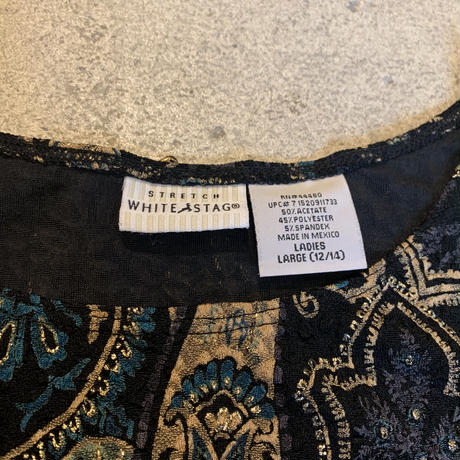 STRETCH
WHITE STAG®
RN# 44460
UPC# 7 1520911733
50% ACETATE
45% POLYESTER
5% SPANDEX
MADE IN MEXICO
LADIES
LARGE (12/14)